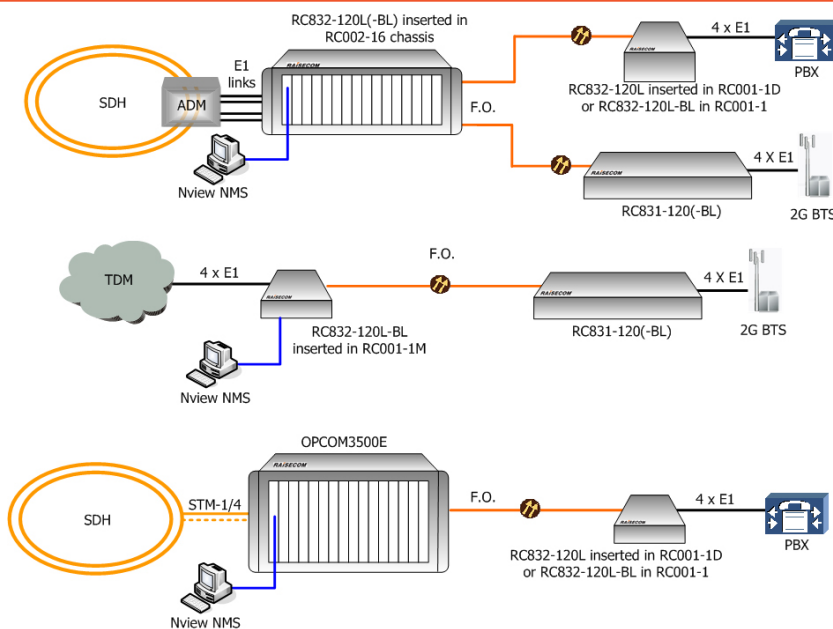 RC832-120L(-BL) inserted in
RC002-16 chassis
RAISECOM
E1
links
SDH
ADM
F.O.
Nview NMS
4 x E1
PBX
RC832-120L inserted in RC001-1D
or RC832-120L-BL in RC001-1
RAISECOM
4 X E1
RC831-120(-BL)
2G BTS
TDM
4 x E1
RAISECOM
F.O.
RAISECOM
4 X E1
RC832-120L-BL
inserted in RC001-1M
RC831-120(-BL)
2G BTS
Nview NMS
OPCOM3500E
RAISECOM
SDH
STM-1/4
F.O.
RAISECOM
4 x E1
PBX
RC832-120L inserted in RC001-1D
or RC832-120L-BL in RC001-1
Nview NMS